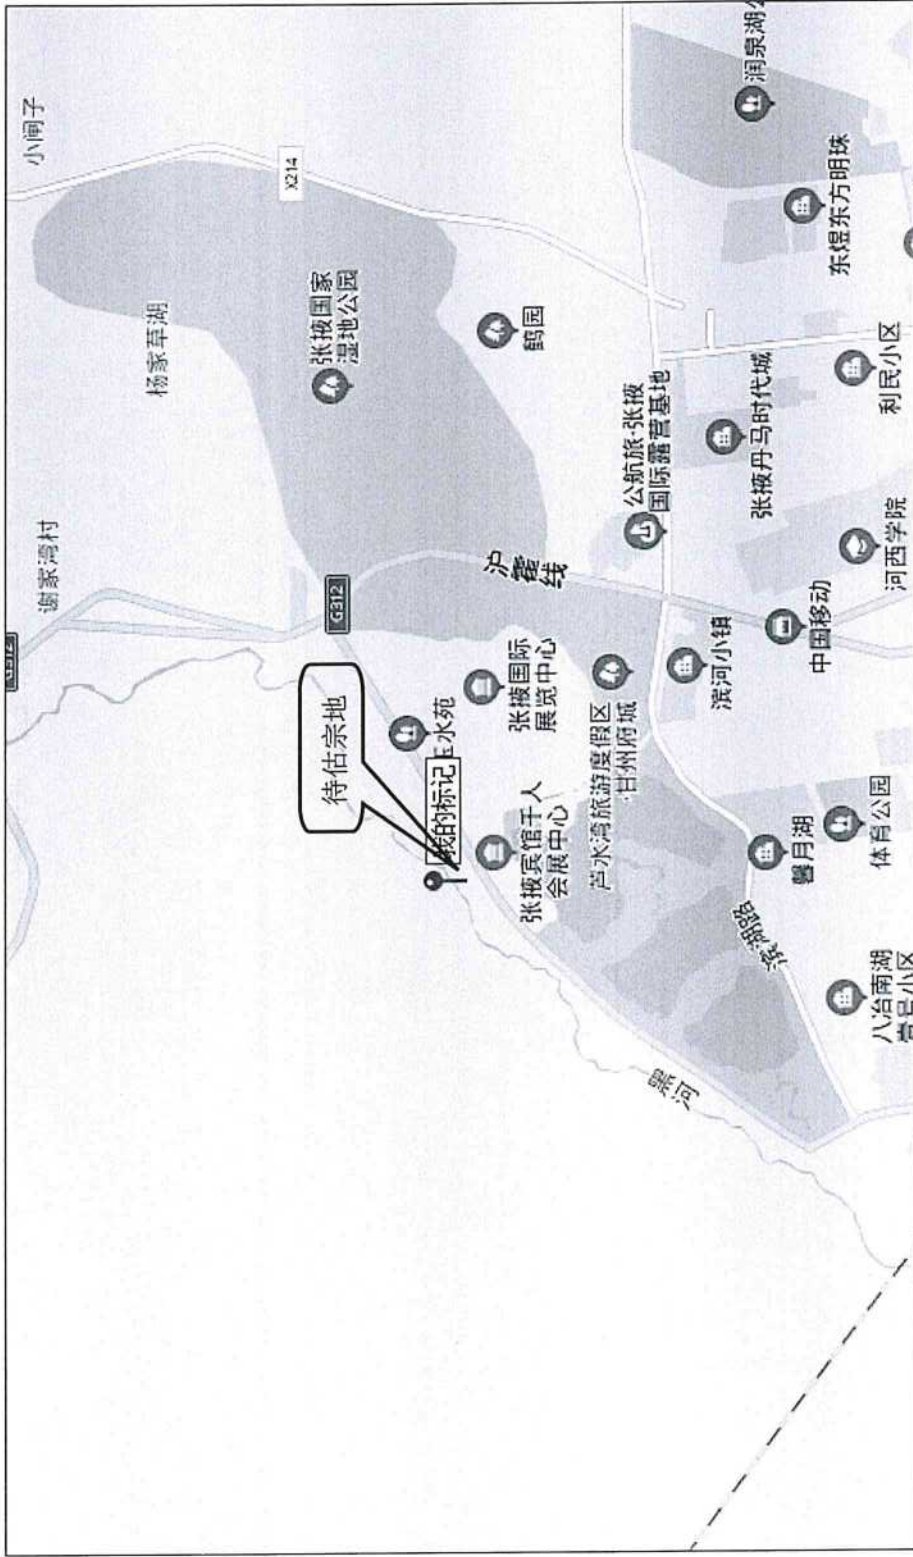 谢家湾村
小闸子
杨家草湖
X214
待估宗地
G312
张掖国家
湿地公园
我的标记
水苑
鹤园
沪霍线
张掖国际
展览中心
张掖宾馆千人
会展中心
芦水湾旅游度假区
·甘州府城
公航旅·张掖
国际露营基地
黑河
滨河小镇
润泉湖
张掖丹马时代城
滨湖路
馨月湖
中国移动
东煜东方明珠
体育公园
河西学院
利民小区
八冶南湖
壹号小区